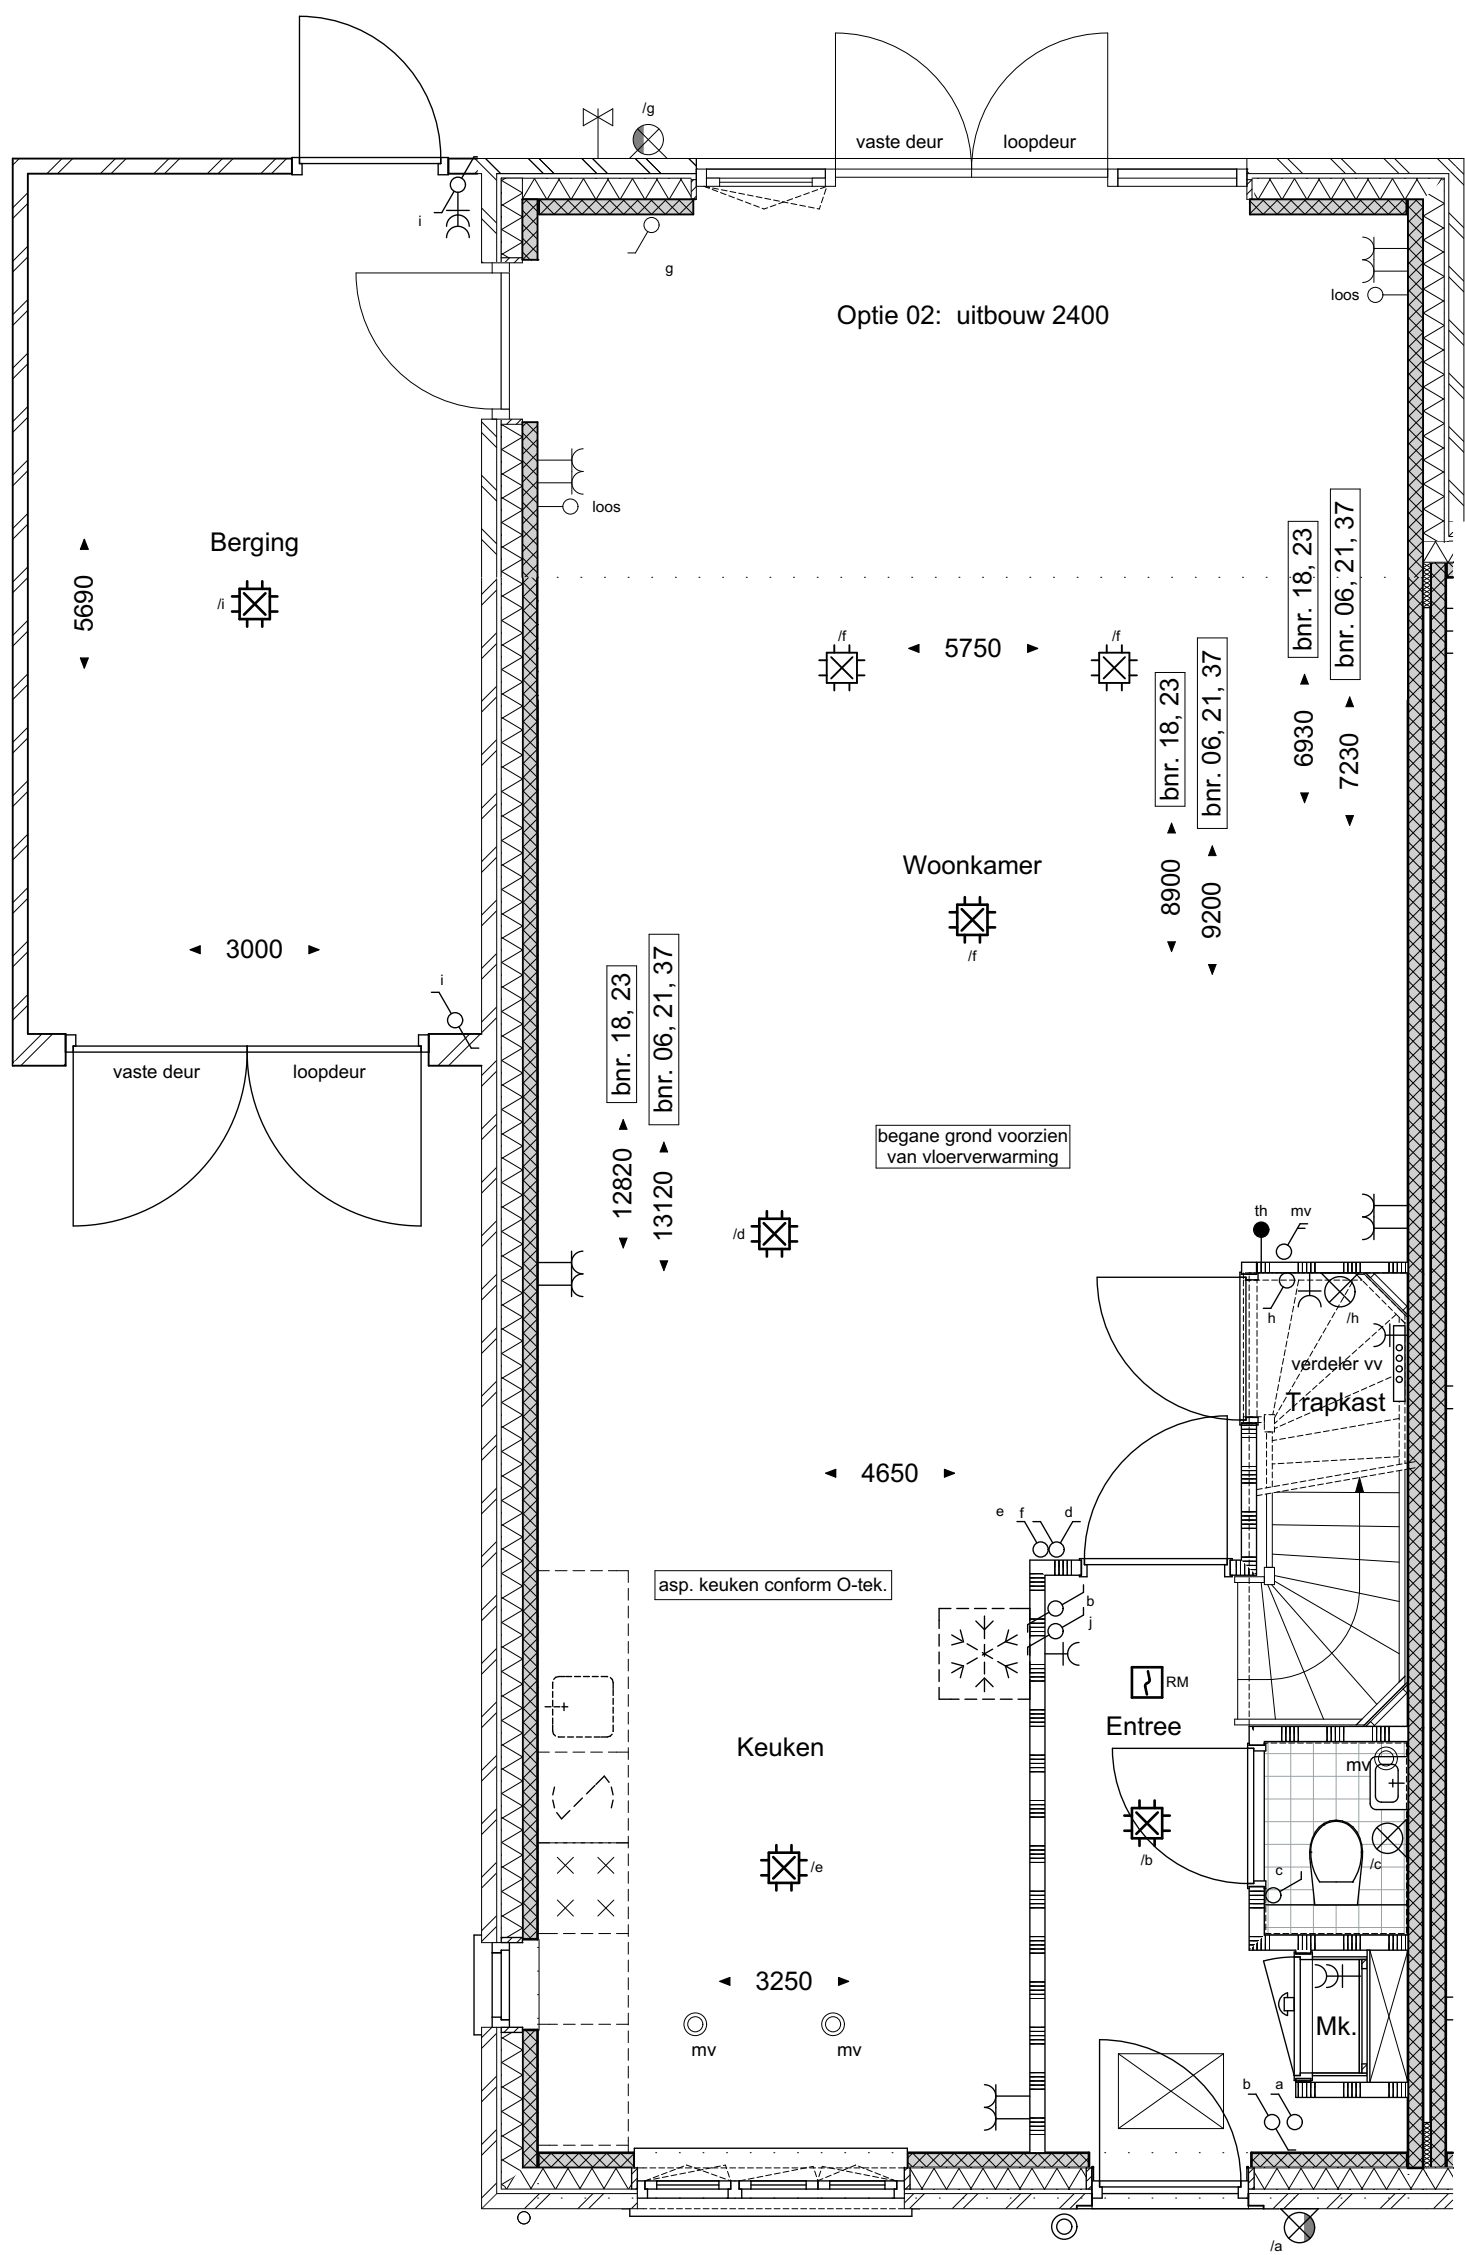 /g
vaste deur
loopdeur
i
g
loos
Optie 02: uitbouw 2400
loos
Berging
/i
5690
bnr. 18, 23
bnr. 06, 21, 37
6930
7230
/f
/f
5750
bnr. 18, 23
bnr. 06, 21, 37
8900
9200
Woonkamer
/f
3000
i
bnr. 18, 23
bnr. 06, 21, 37
12820
13120
vaste deur
loopdeur
begane grond voorzien
van vloerverwarming
/d
th
mv
h
/h
verdeler vv
Trapkast
4650
e
f
d
asp. keuken conform O-tek.
b
j
RM
Entree
Keuken
mv
/b
/e
c
/c
3250
mv
mv
Mk.
b
a
/a